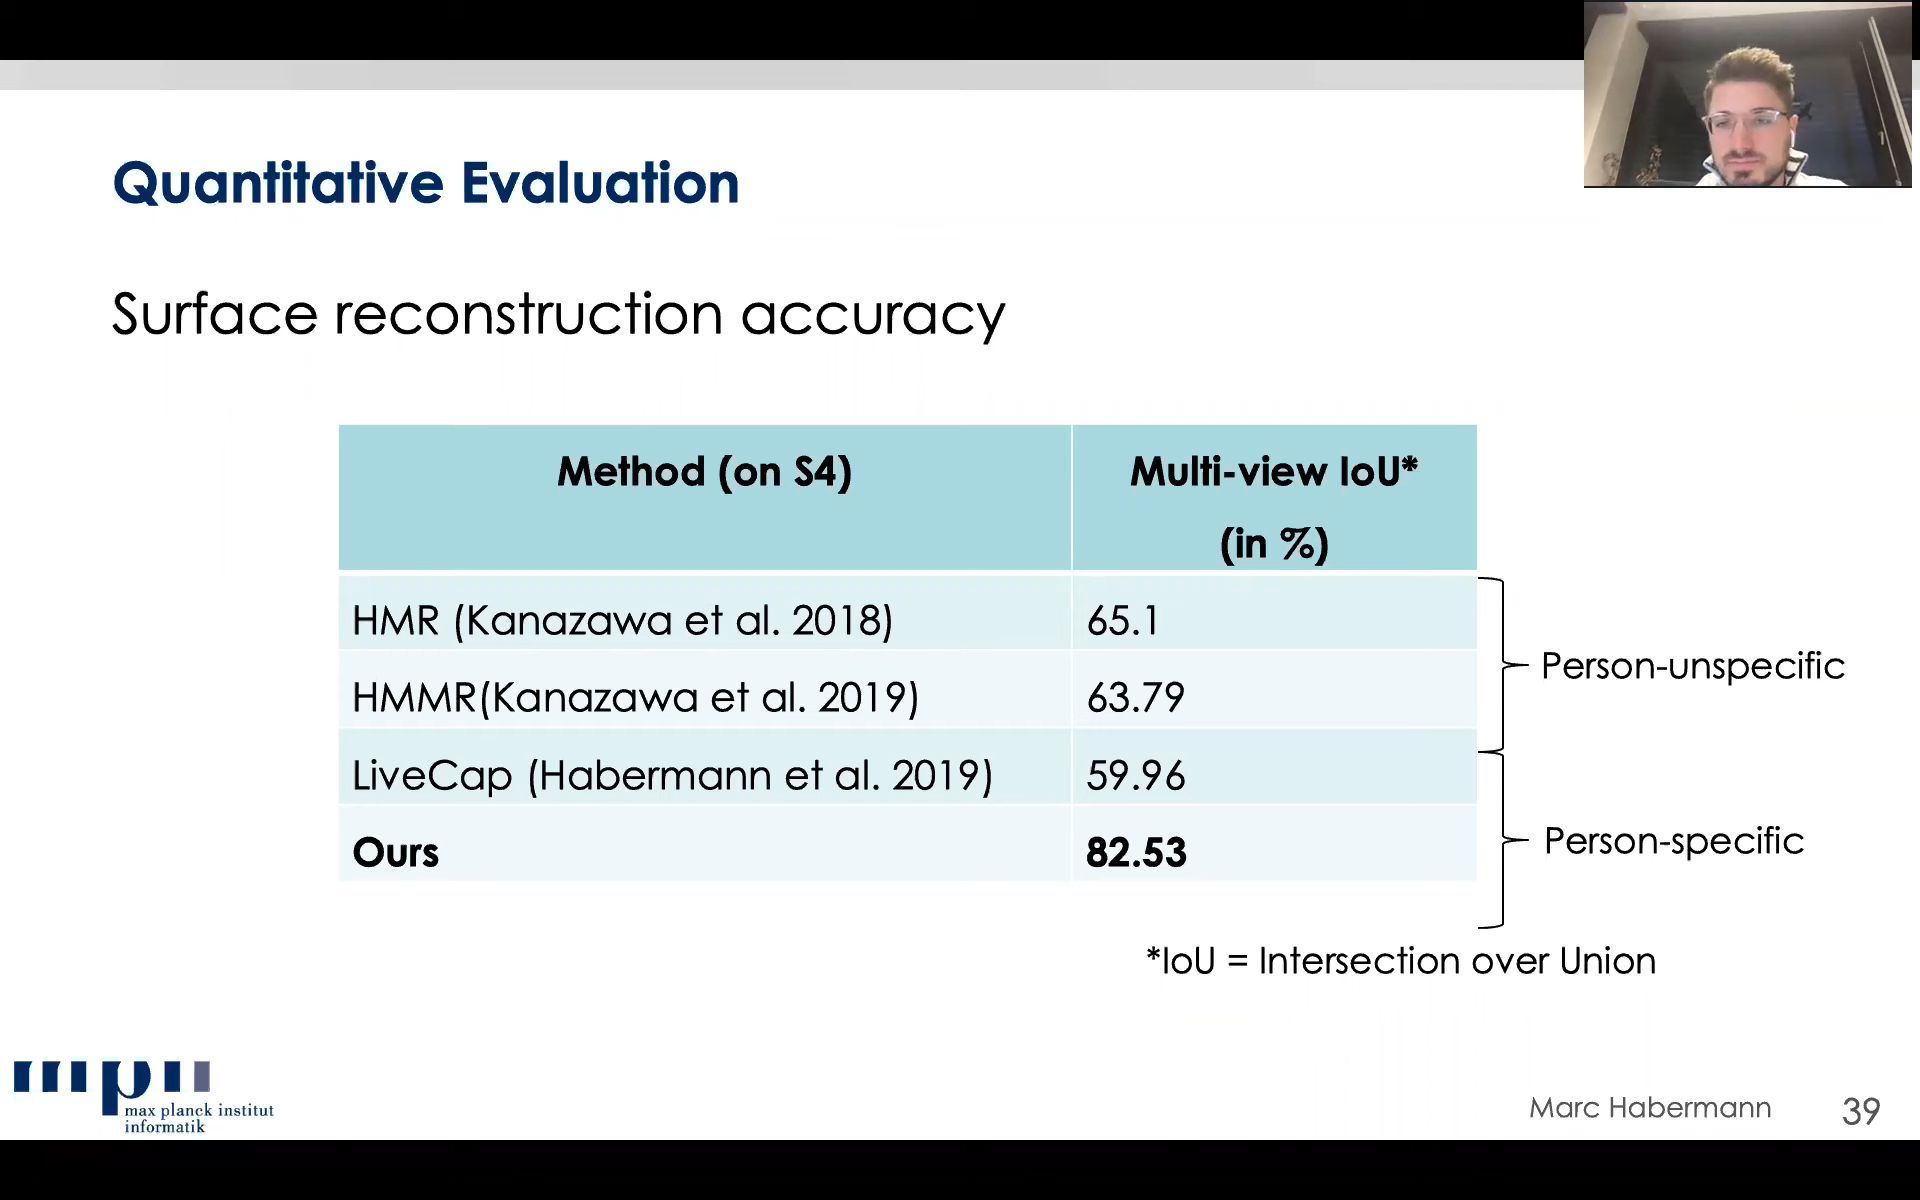 Quantitative Evaluation
Surface reconstruction accuracy
Method (on S4)
Multi-view IoU*
(in %)
HMR (Kanazawa et al. 2018)
65.1
HMMR(Kanazawa et al. 2019)
63.79
Person-unspecific
LiveCap (Habermann et al. 2019)
59.96
Ours
82.53
Person-specific
*IoU = Intersection over Union
mpii
max planck institut
informatik
Marc Habermann
39